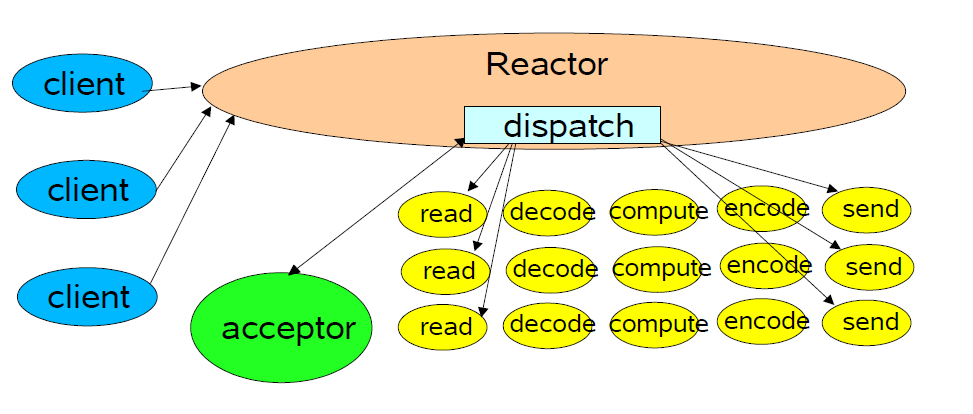 Reactor
client
dispatch
client
client
acceptor
read decode compute encode send
read decode compute encode send
read decode compute encode send